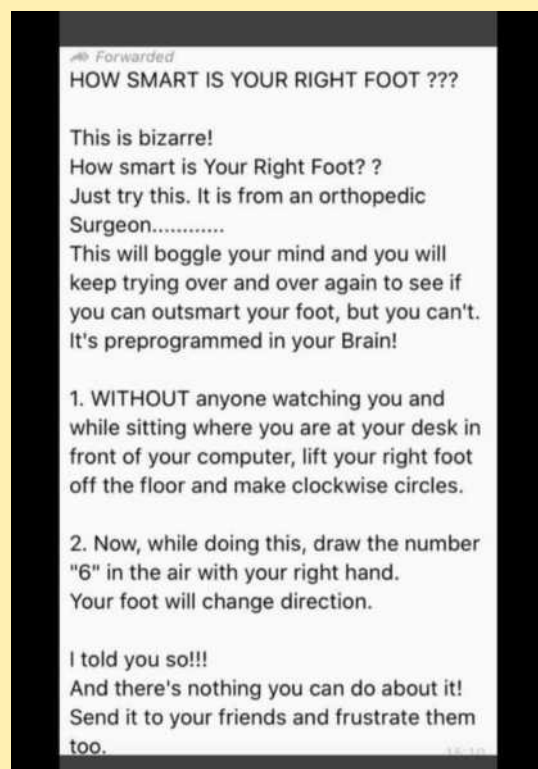 Forwarded
HOW SMART IS YOUR RIGHT FOOT ???
This is bizarre!
How smart is Your Right Foot? ?
Just try this. It is from an orthopedic
Surgeon............
This will boggle your mind and you will
keep trying over and over again to see if
you can outsmart your foot, but you can't.
It's preprogrammed in your Brain!
1. WITHOUT anyone watching you and
while sitting where you are at your desk in
front of your computer, lift your right foot
off the floor and make clockwise circles.
2. Now, while doing this, draw the number
"6" in the air with your right hand.
Your foot will change direction.
I told you so!!!
And there's nothing you can do about it!
Send it to your friends and frustrate them
too.